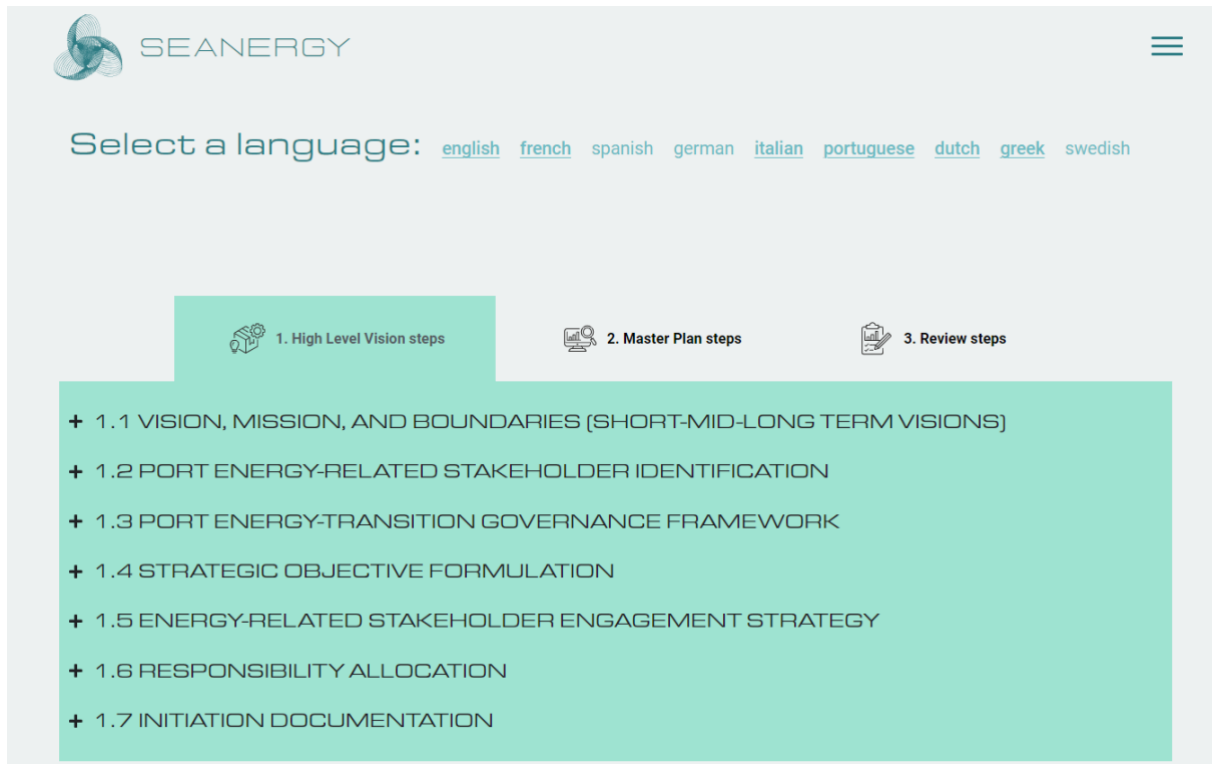 SEANERGY
Select a language: english french spanish german italian portuguese dutch greek swedish
1. High Level Vision steps 2. Master Plan steps 3. Review steps
+ 1.1 VISION, MISSION, AND BOUNDARIES (SHORT-MID-LONG TERM VISIONS)
+ 1.2 PORT ENERGY-RELATED STAKEHOLDER IDENTIFICATION
+ 1.3 PORT ENERGY-TRANSITION GOVERNANCE FRAMEWORK
+ 1.4 STRATEGIC OBJECTIVE FORMULATION
+ 1.5 ENERGY-RELATED STAKEHOLDER ENGAGEMENT STRATEGY
+ 1.6 RESPONSIBILITY ALLOCATION
+ 1.7 INITIATION DOCUMENTATION